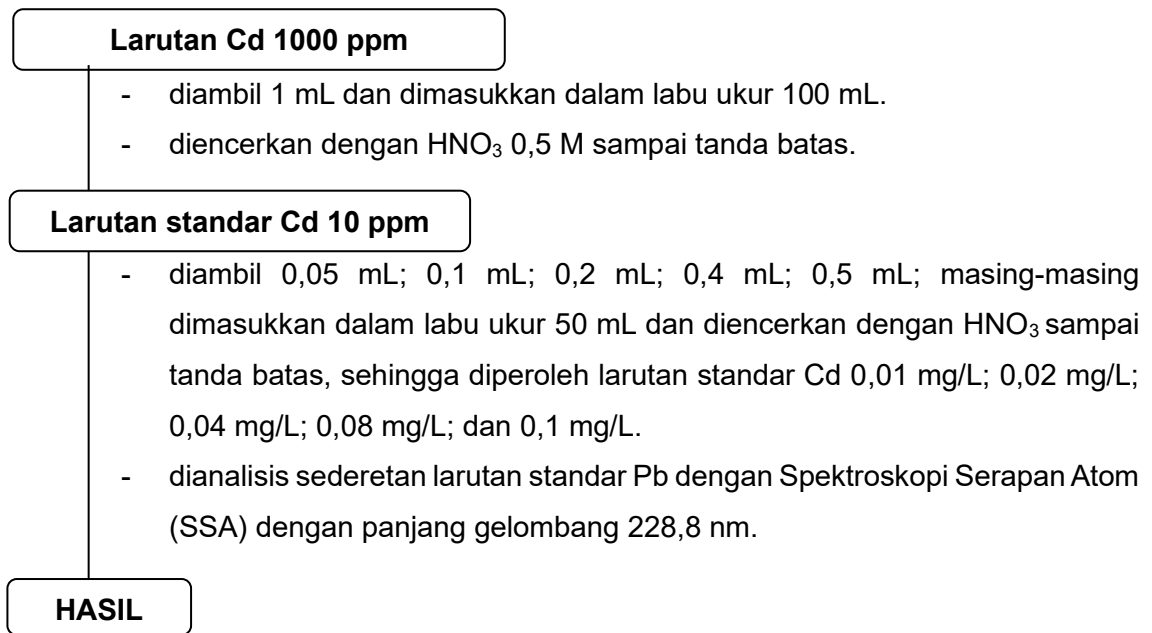 Larutan Cd 1000 ppm
- diambil 1 mL dan dimasukkan dalam labu ukur 100 mL.
- diencerkan dengan HNO₃ 0,5 M sampai tanda batas.
Larutan standar Cd 10 ppm
- diambil 0,05 mL; 0,1 mL; 0,2 mL; 0,4 mL; 0,5 mL; masing-masing
dimasukkan dalam labu ukur 50 mL dan diencerkan dengan HNO₃ sampai
tanda batas, sehingga diperoleh larutan standar Cd 0,01 mg/L; 0,02 mg/L;
0,04 mg/L; 0,08 mg/L; dan 0,1 mg/L.
- dianalisis sederetan larutan standar Pb dengan Spektroskopi Serapan Atom
(SSA) dengan panjang gelombang 228,8 nm.
HASIL